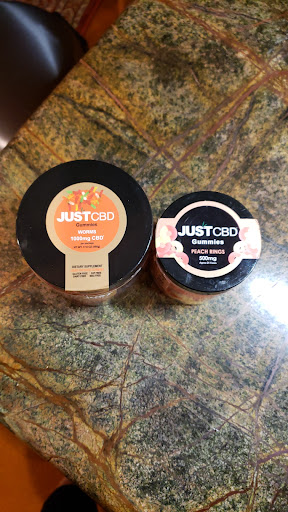 JUSTCBD
Gummies
WORMS
1000mg CBD
DIETARY SUPPLEMENT
JUSTCBD
Gummies
PEACH RINGS
500mg